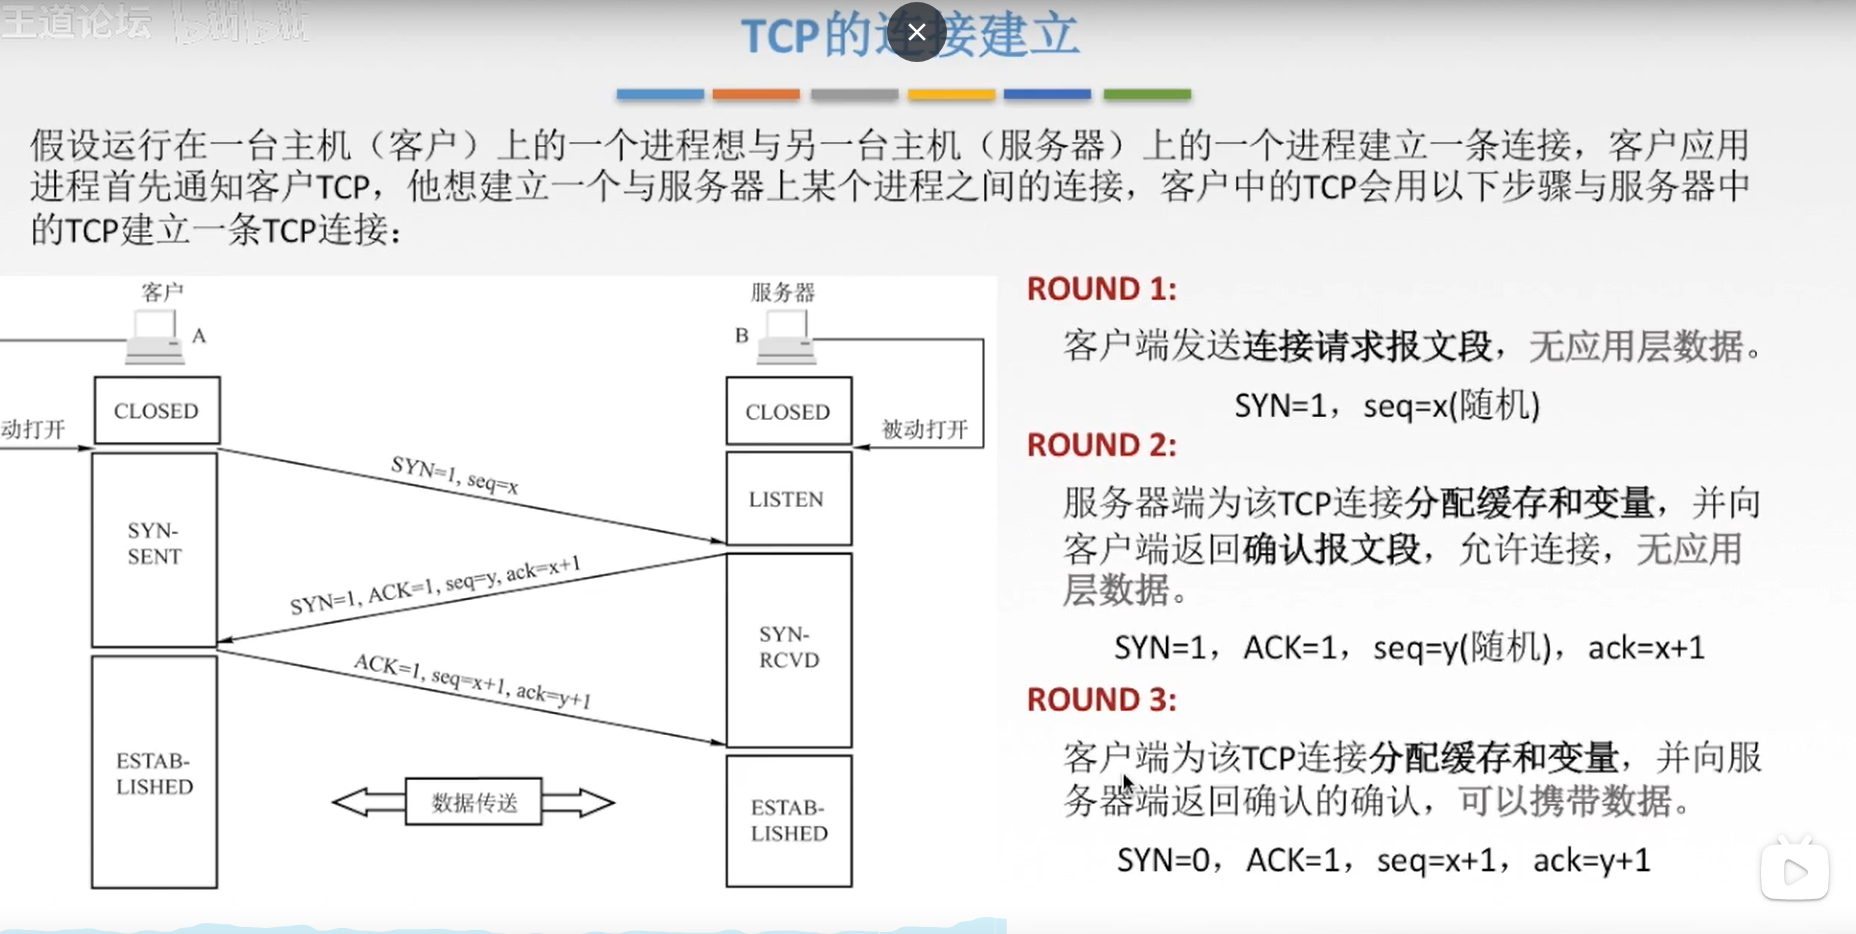 王道论坛 bilibili
TCP的连接建立
假设运行在一台主机（客户）上的一个进程想与另一台主机（服务器）上的一个进程建立一条连接，客户应用
进程首先通知客户TCP，他想建立一个与服务器上某个进程之间的连接，客户中的TCP会用以下步骤与服务器中
的TCP建立一条TCP连接：
客户
服务器
A
B
CLOSED
CLOSED
动打开
被动打开
SYN=1, seq=x
LISTEN
SYN-
SENT
SYN=1, ACK=1, seq=y, ack=x+1
SYN-
RCVD
ACK=1, seq=x+1, ack=y+1
ESTAB-
LISHED
数据传送
ESTAB-
LISHED
ROUND 1:
客户端发送连接请求报文段，无应用层数据。
SYN=1，seq=x(随机)
ROUND 2:
服务器端为该TCP连接分配缓存和变量，并向
客户端返回确认报文段，允许连接，无应用
层数据。
SYN=1，ACK=1，seq=y(随机)，ack=x+1
ROUND 3:
客户端为该TCP连接分配缓存和变量，并向服
务器端返回确认的确认，可以携带数据。
SYN=0，ACK=1，seq=x+1，ack=y+1